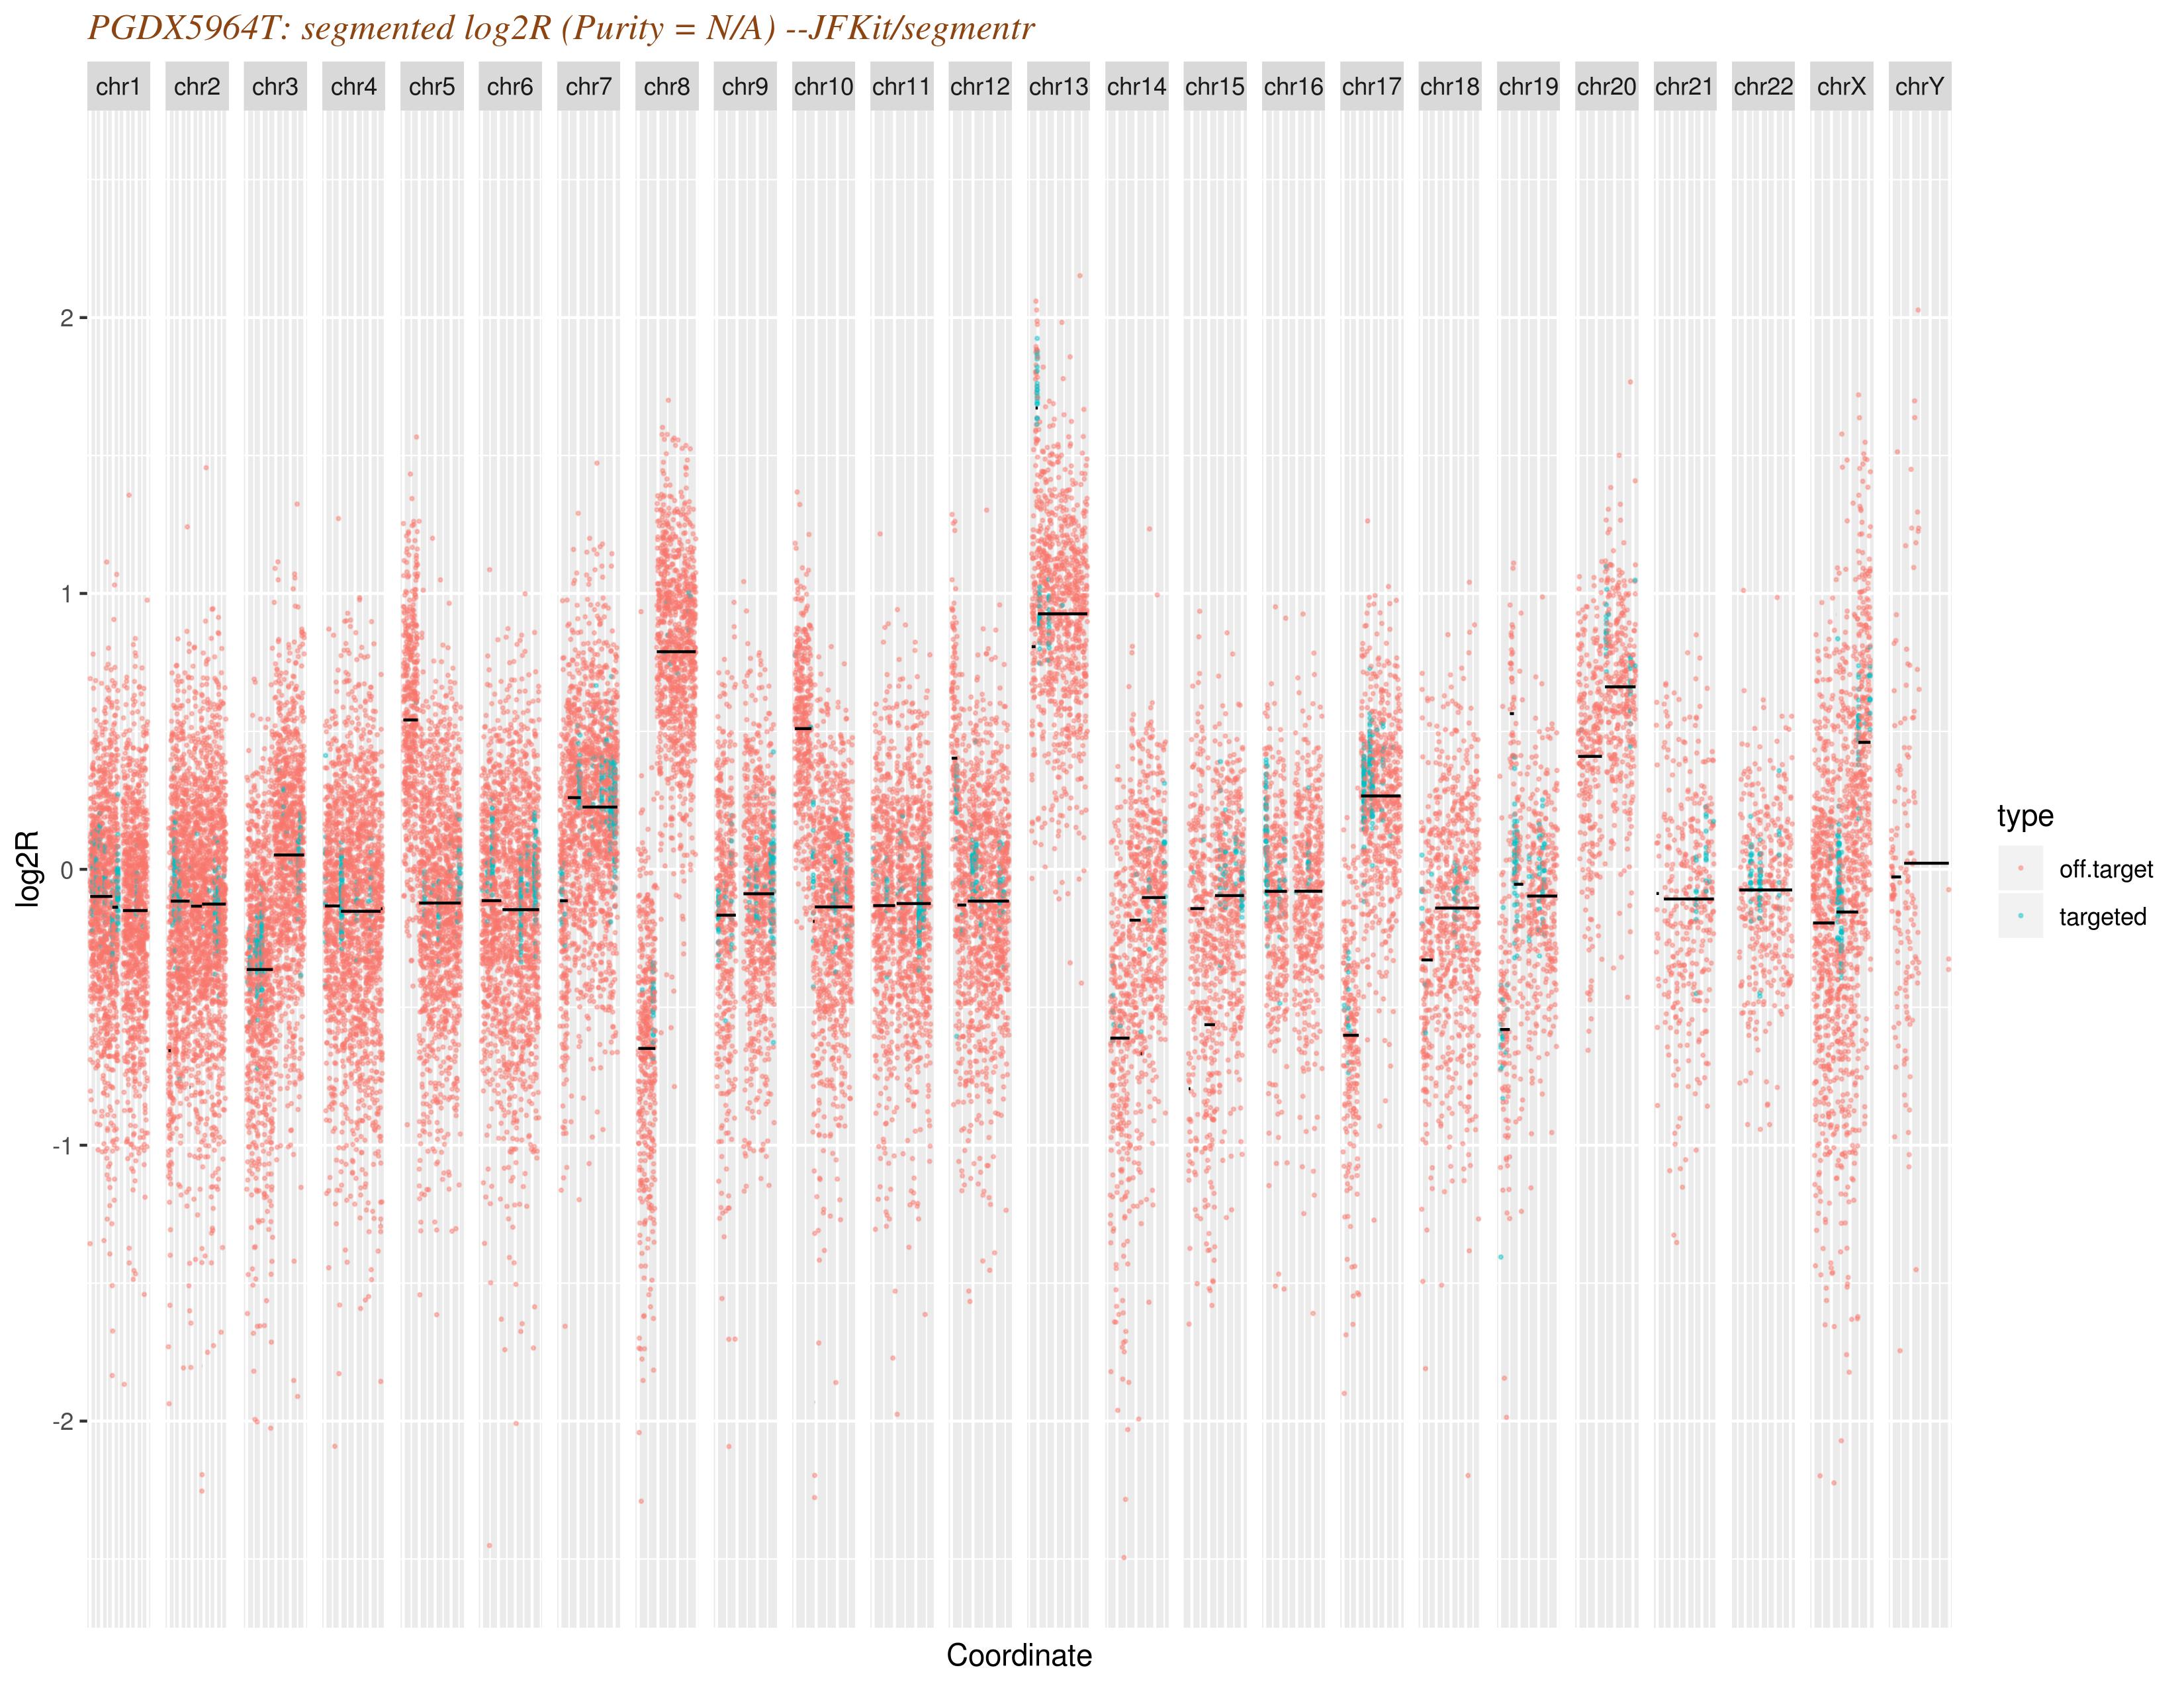 PGDX5964T: segmented log2R (Purity = N/A) --JFKit/segmentr
chr1 chr2 chr3 chr4 chr5 chr6 chr7 chr8 chr9 chr10 chr11 chr12 chr13 chr14 chr15 chr16 chr17 chr18 chr19 chr20 chr21 chr22 chrX chrY
2
1
0
-1
-2
log2R
Coordinate
type
off.target
targeted